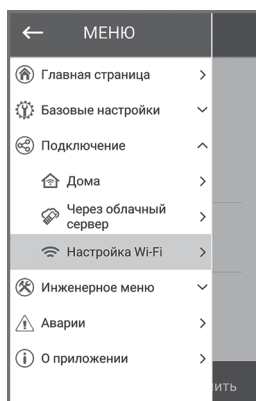 МЕНЮ
Главная страница
Базовые настройки
Подключение
Дома
Через облачный
сервер
Настройка Wi-Fi
Инженерное меню
Аварии
О приложении
ить